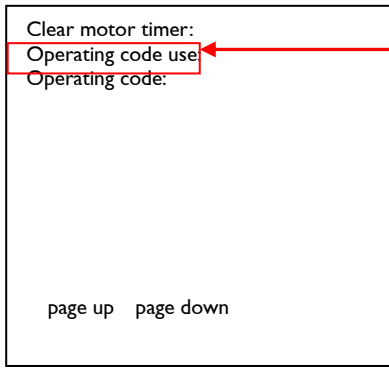 Clear motor timer:
Operating code use:
Operating code:
page up page down